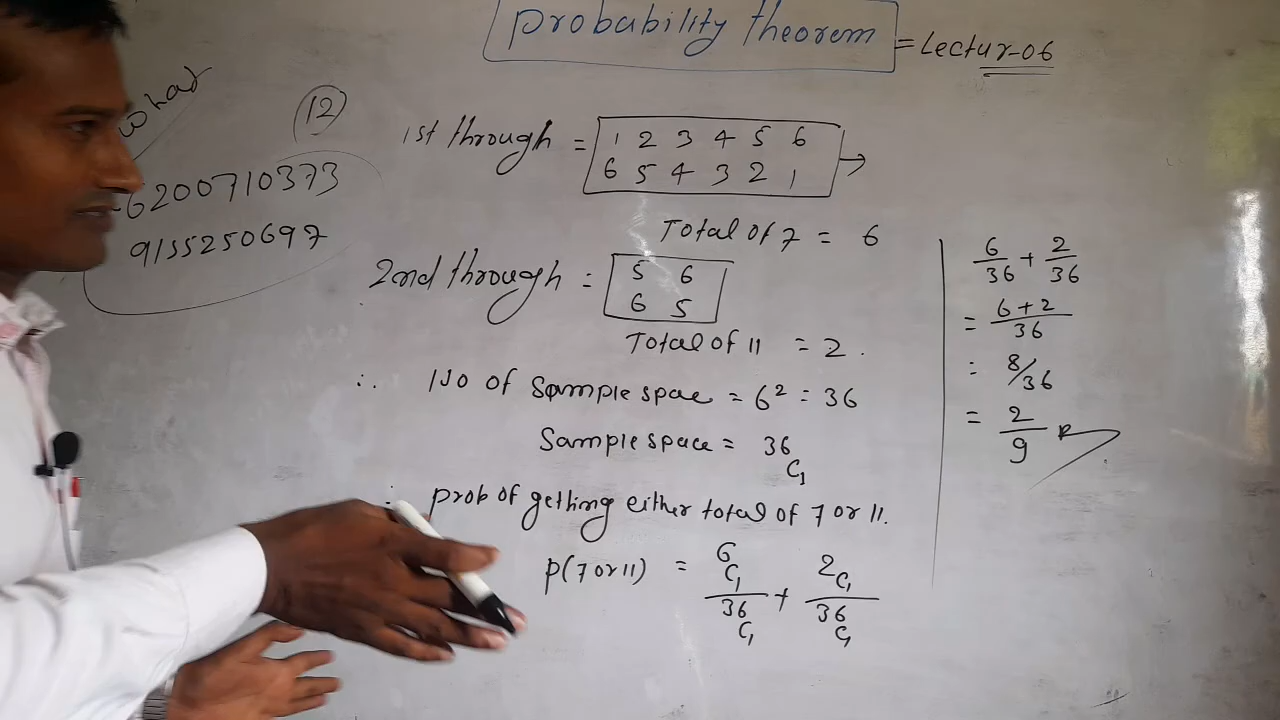 probability theorem = Lectur-06
(12)
6200710373
9155250697
1st through = 1 2 3 4 5 6
6 5 4 3 2 1 →
Total of 7 = 6
2nd through = 5 6
6 5
Total of 11 = 2.
∴ No of sample spae = 6² = 36
Sample space = 36C₁
∴ prob of getting either total of 7 or 11.
p(7 or 11) = 6C₁/36C₁ + 2C₁/36C₁
6/36 + 2/36
= 6+2/36
= 8/36
= 2/9